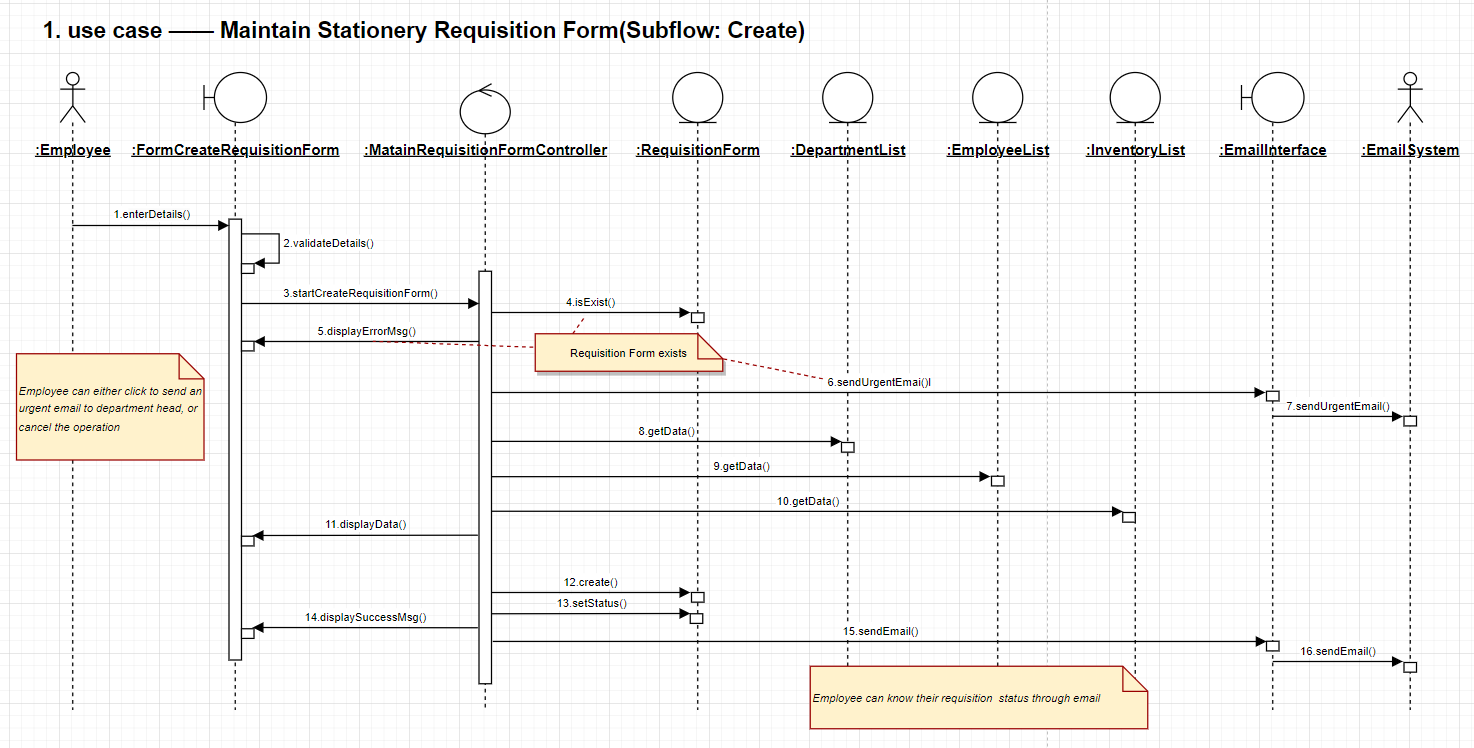 1. use case —— Maintain Stationery Requisition Form(Subflow: Create)
:Employee
:FormCreateRequisitionForm
:MatainRequisitionFormController
:RequisitionForm
:DepartmentList
:EmployeeList
:InventoryList
:EmailInterface
:EmailSystem
1.enterDetails()
2.validateDetails()
3.startCreateRequisitionForm()
4.isExist()
5.displayErrorMsg()
Requisition Form exists
6.sendUrgentEmai()l
Employee can either click to send an
urgent email to department head, or
cancel the operation
7.sendUrgentEmail()
8.getData()
9.getData()
10.getData()
11.displayData()
12.create()
13.setStatus()
14.displaySuccessMsg()
15.sendEmail()
16.sendEmail()
Employee can know their requisition  status through email